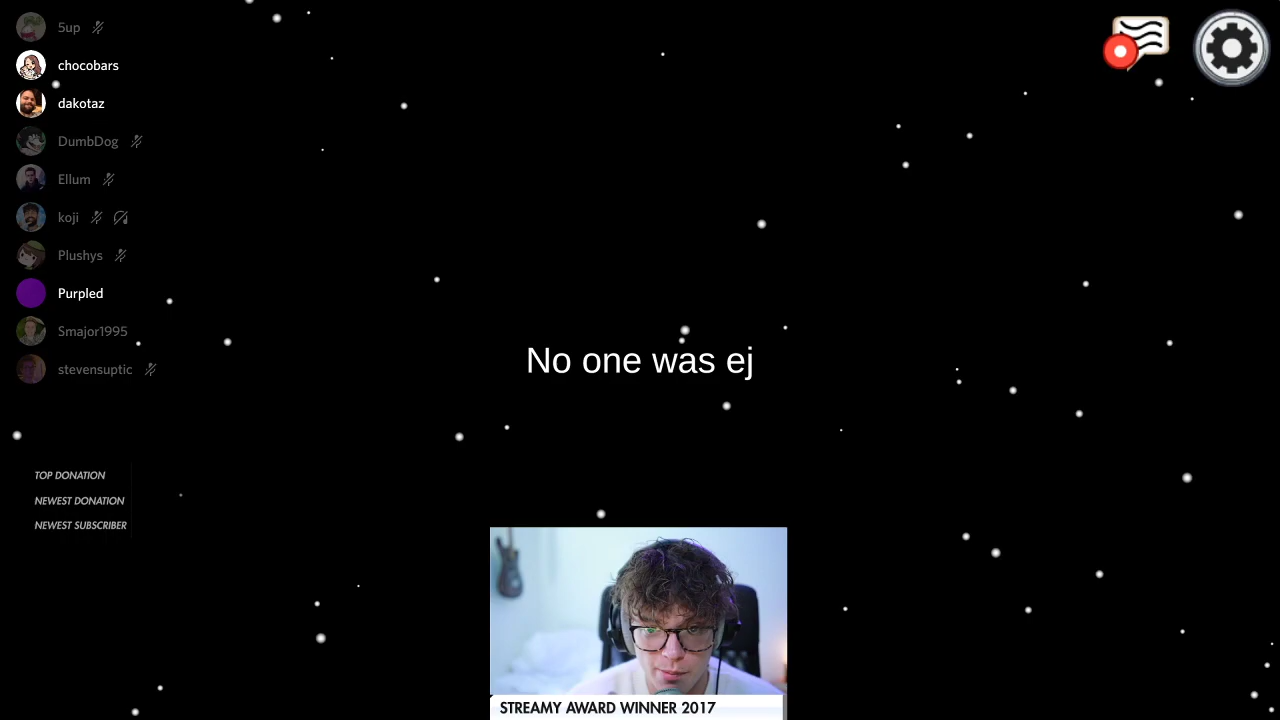 5up
chocobars
dakotaz
DumbDog
Ellum
koji
Plushys
Purpled
Smajor1995
stevensuptic
No one was ej
TOP DONATION
NEWEST DONATION
NEWEST SUBSCRIBER
STREAMY AWARD WINNER 2017